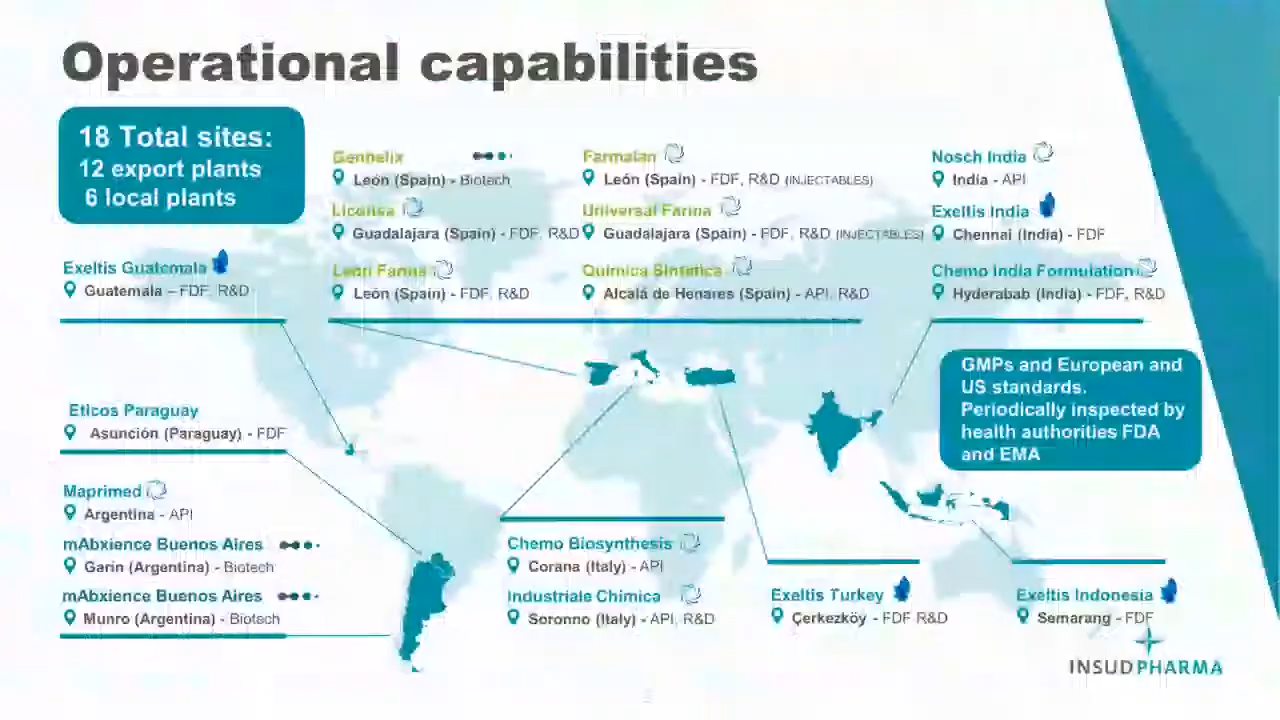 Operational capabilities
18 Total sites:
12 export plants
6 local plants
Genhelix
León (Spain) - Biotech
Farmalan
León (Spain) - FDF, R&D (INJECTABLES)
Nosch India
India - API
Liconsa
Guadalajara (Spain) - FDF, R&D
Universal Farma
Guadalajara (Spain) - FDF, R&D (INJECTABLES)
Exeltis India
Chennai (India) - FDF
Exeltis Guatemala
Guatemala – FDF, R&D
León Farma
León (Spain) - FDF, R&D
Química Sintética
Alcalá de Henares (Spain) - API, R&D
Chemo India Formulation
Hyderabab (India) - FDF, R&D
GMPs and European and
US standards.
Periodically inspected by
health authorities FDA
and EMA
Eticos Paraguay
Asunción (Paraguay) - FDF
Maprimed
Argentina - API
mAbxience Buenos Aires
Garin (Argentina) - Biotech
mAbxience Buenos Aires
Munro (Argentina) - Biotech
Chemo Biosynthesis
Corana (Italy) - API
Industriale Chimica
Soronno (Italy) - API, R&D
Exeltis Turkey
Çerkezköy - FDF R&D
Exeltis Indonesia
Semarang - FDF
INSUDPHARMA